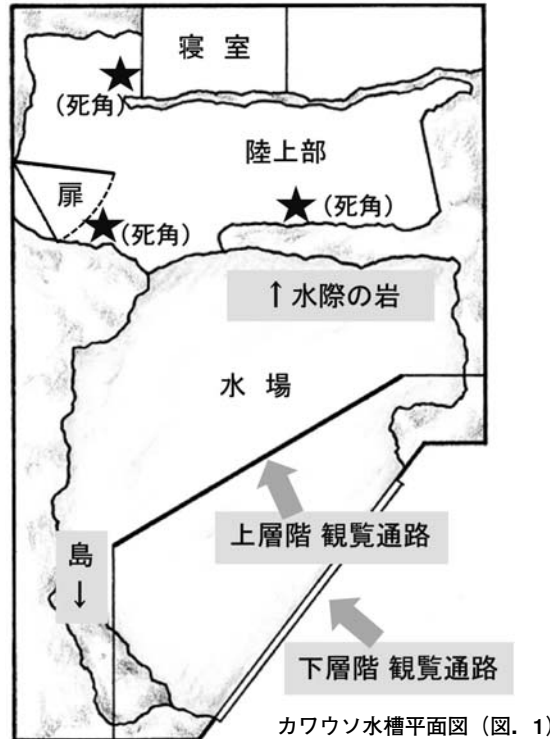 寝室
★
(死角)
陸上部
扉
★
(死角)
★
(死角)
↑水際の岩
水場
上層階 観覧通路
島
↓
下層階 観覧通路
カワウソ水槽平面図（図．1）